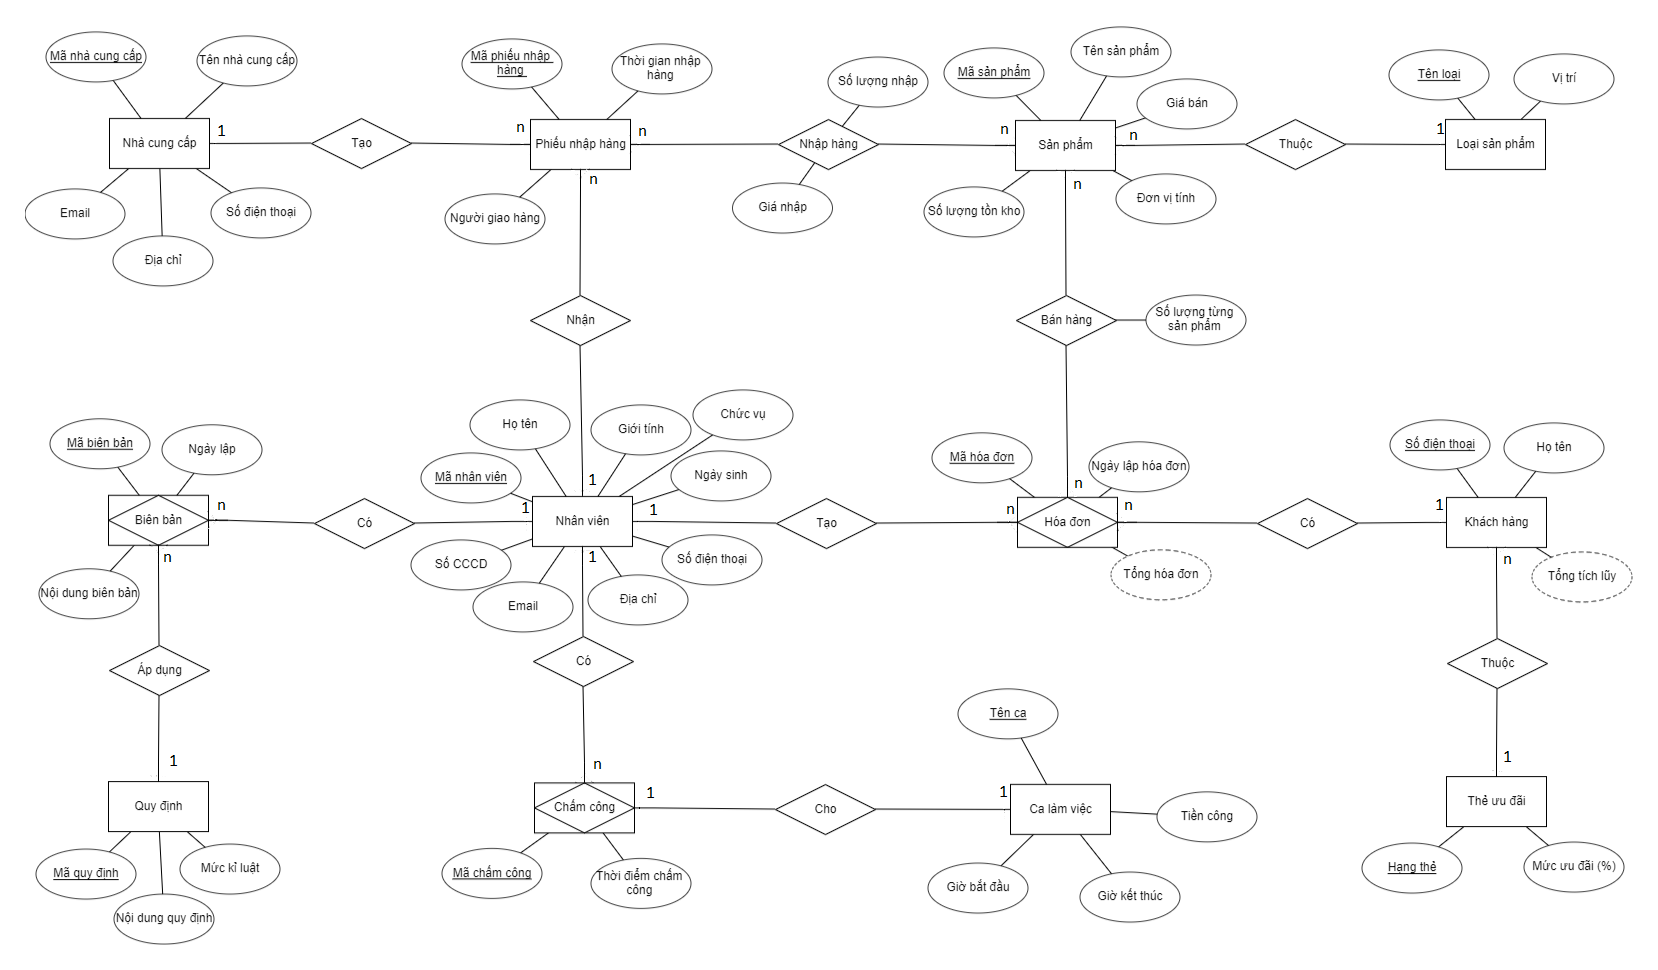 Mã nhà cung cấp
Tên nhà cung cấp
Mã phiếu nhập
hàng
Thời gian nhập
hàng
Số lượng nhập
Mã sản phẩm
Tên sản phẩm
Giá bán
Tên loại
Vị trí
Nhà cung cấp
1
Tạo
n
Phiếu nhập hàng
n
Nhập hàng
n
Sản phẩm
n
Thuộc
1
Loại sản phẩm
Email
Số điện thoại
Địa chỉ
Người giao hàng
n
Giá nhập
Số lượng tồn kho
n
Đơn vị tính
Nhận
Bán hàng
Số lượng từng
sản phẩm
Mã biên bản
Ngày lập
Họ tên
Giới tính
Chức vụ
Mã nhân viên
Ngày sinh
Mã hóa đơn
Ngày lập hóa đơn
Số điện thoại
Họ tên
1
n
Biên bản
n
Có
1
Nhân viên
1
Tạo
n
Hóa đơn
n
Có
1
Khách hàng
n
Nội dung biên bản
Số CCCD
1
Số điện thoại
Email
Địa chỉ
Tổng hóa đơn
n
Tổng tích lũy
Áp dụng
Có
Thuộc
Tên ca
1
n
1
Quy định
Chấm công
1
Cho
1
Ca làm việc
Tiền công
Thẻ ưu đãi
Mã quy định
Mức kỉ luật
Nội dung quy định
Mã chấm công
Thời điểm chấm
công
Giờ bắt đầu
Giờ kết thúc
Hạng thẻ
Mức ưu đãi (%)